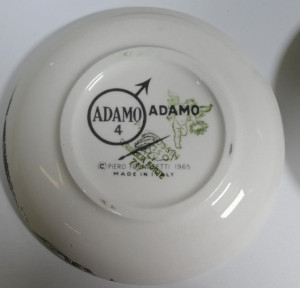 ADAMO
4
ADAMO
© PIERO FORNASETTI 1965
MADE IN ITALY